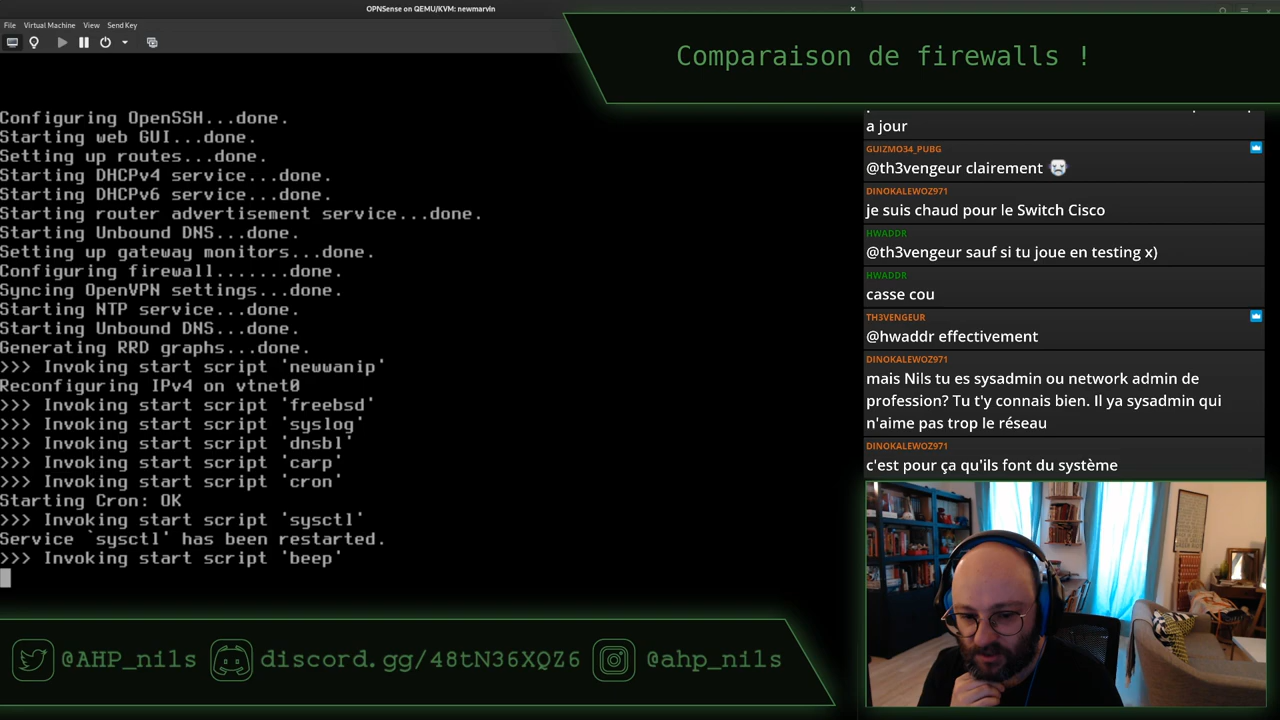 OPNSense on QEMU/KVM: newmarvin
File Virtual Machine View Send Key
Comparaison de firewalls !
Configuring OpenSSH...done.
Starting web GUI...done.
Setting up routes...done.
Starting DHCPv4 service...done.
Starting DHCPv6 service...done.
Starting router advertisement service...done.
Starting Unbound DNS...done.
Setting up gateway monitors...done.
Configuring firewall.......done.
Syncing OpenVPN settings...done.
Starting NTP service...done.
Starting Unbound DNS...done.
Generating RRD graphs...done.
>>> Invoking start script 'newwanip'
Reconfiguring IPv4 on vtnet0
>>> Invoking start script 'freebsd'
>>> Invoking start script 'syslog'
>>> Invoking start script 'dnsbl'
>>> Invoking start script 'carp'
>>> Invoking start script 'cron'
Starting Cron: OK
>>> Invoking start script 'sysctl'
Service `sysctl' has been restarted.
>>> Invoking start script 'beep'
a jour
GUIZMO34_PUBG
@th3vengeur clairement
DINOKALEWOZ971
je suis chaud pour le Switch Cisco
HWADDR
@th3vengeur sauf si tu joue en testing x)
HWADDR
casse cou
TH3VENGEUR
@hwaddr effectivement
DINOKALEWOZ971
mais Nils tu es sysadmin ou network admin de
profession? Tu t'y connais bien. Il ya sysadmin qui
n'aime pas trop le réseau
DINOKALEWOZ971
c'est pour ça qu'ils font du système
@AHP_nils discord.gg/48tN36XQZ6 @ahp_nils